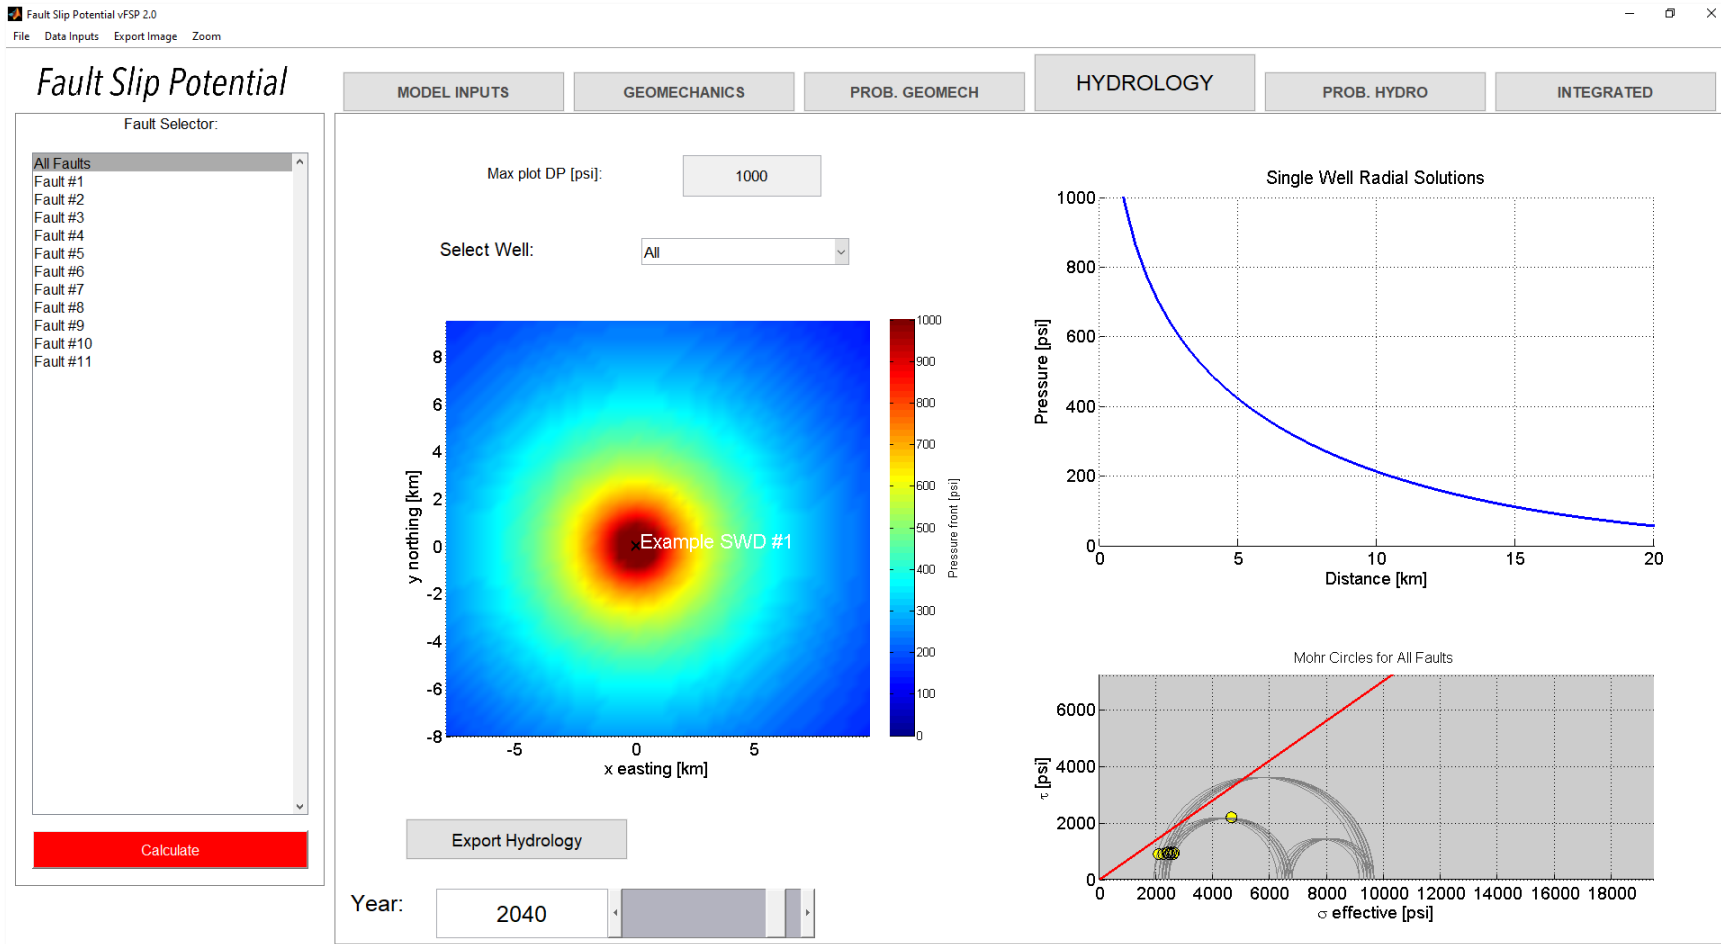 Fault Slip Potential vFSP 2.0
File Data Inputs Export Image Zoom
Fault Slip Potential
MODEL INPUTS GEOMECHANICS PROB. GEOMECH HYDROLOGY PROB. HYDRO INTEGRATED
Fault Selector:
All Faults
Fault #1
Fault #2
Fault #3
Fault #4
Fault #5
Fault #6
Fault #7
Fault #8
Fault #9
Fault #10
Fault #11
Calculate
Max plot DP [psi]: 1000
Select Well: All
8
6
4
2
0
-2
-4
-6
-8
y northing [km]
Example SWD #1
-5 0 5
x easting [km]
1000
900
800
700
600
500
400
300
200
100
0
Pressure front [psi]
Export Hydrology
Year: 2040
Single Well Radial Solutions
1000
800
600
400
200
0
Pressure [psi]
0 5 10 15 20
Distance [km]
Mohr Circles for All Faults
6000
4000
2000
0
τ [psi]
0 2000 4000 6000 8000 10000 12000 14000 16000 18000
σ effective [psi]